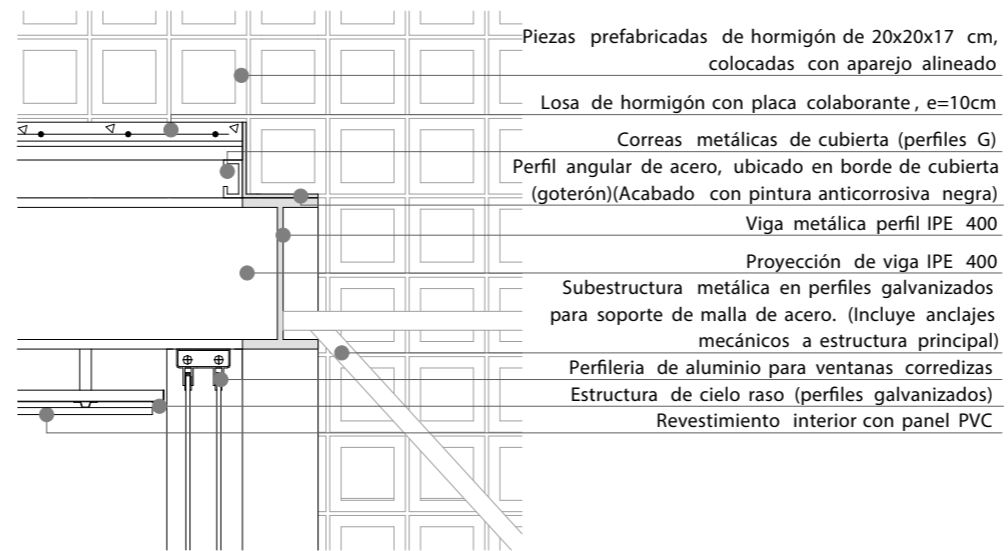 Piezas prefabricadas de hormigón de 20x20x17 cm,
colocadas con aparejo alineado
Losa de hormigón con placa colaborante , e=10cm
Correas metálicas de cubierta (perfiles G)
Perfil angular de acero, ubicado en borde de cubierta
(goterón)(Acabado con pintura anticorrosiva negra)
Viga metálica perfil IPE 400
Proyección de viga IPE 400
Subestructura metálica en perfiles galvanizados
para soporte de malla de acero. (Incluye anclajes
mecánicos a estructura principal)
Perfileria de aluminio para ventanas corredizas
Estructura de cielo raso (perfiles galvanizados)
Revestimiento interior con panel PVC